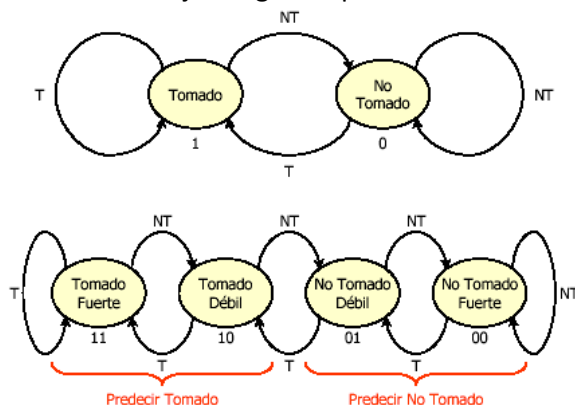 NT
T
Tomado
No
Tomado
NT
1
0
T
NT
NT
NT
T
Tomado
Fuerte
Tomado
Débil
No Tomado
Débil
No Tomado
Fuerte
NT
11
10
01
00
T
T
T
Predecir Tomado
Predecir No Tomado